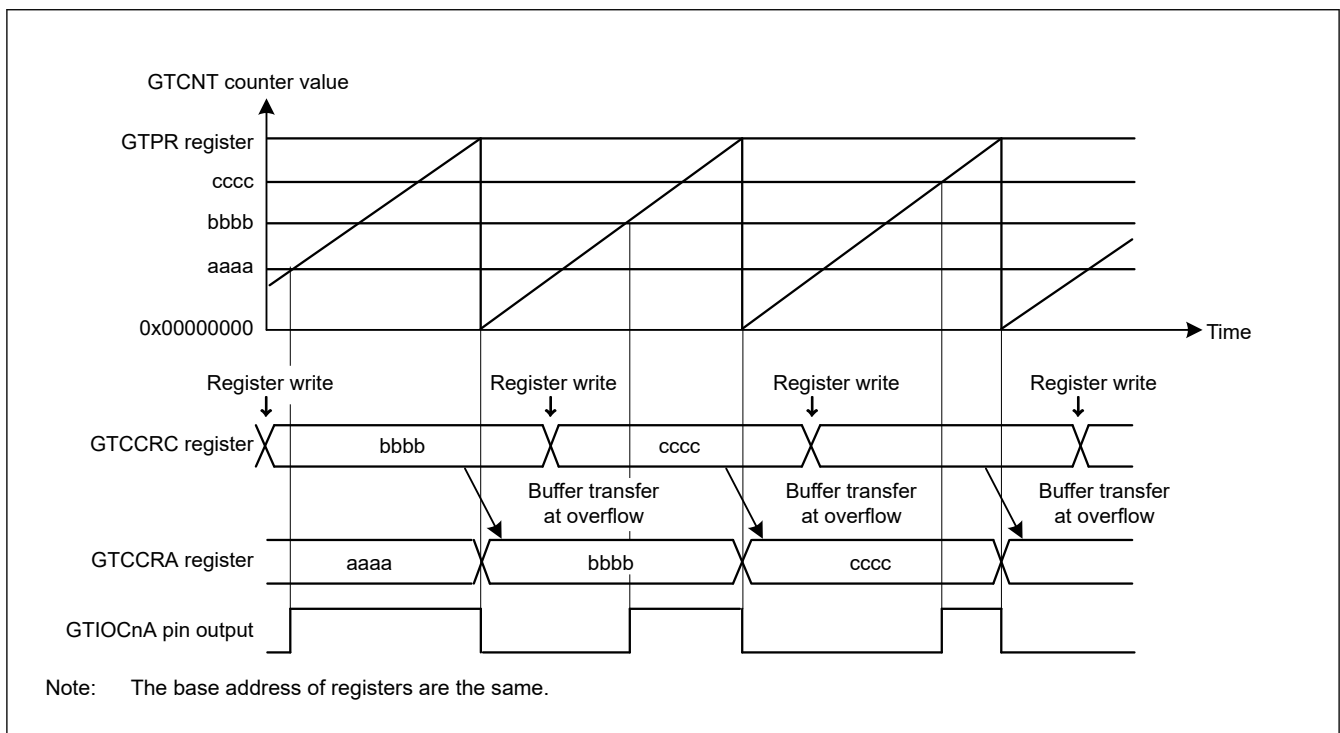 GTCNT counter value
GTPR register
cccc
bbbb
aaaa
0x00000000
Time
Register write
Register write
Register write
Register write
GTCCRC register
bbbb
cccc
Buffer transfer
at overflow
Buffer transfer
at overflow
Buffer transfer
at overflow
GTCCRA register
aaaa
bbbb
cccc
GTIOCnA pin output
Note: The base address of registers are the same.